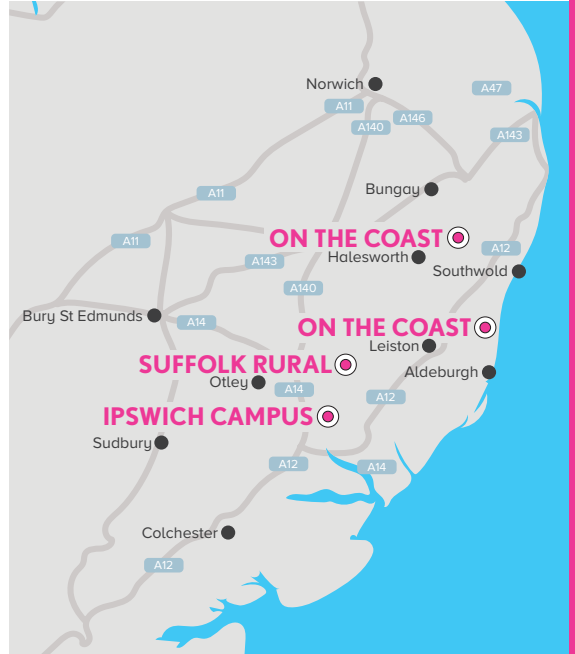 Norwich
A47
A11
A146
A140
A143
Bungay
A11
ON THE COAST
A11
A12
Halesworth
A143
Southwold
A140
Bury St Edmunds
A14
ON THE COAST
Leiston
SUFFOLK RURAL
Aldeburgh
Otley
A14
A12
IPSWICH CAMPUS
Sudbury
A12
A14
Colchester
A12